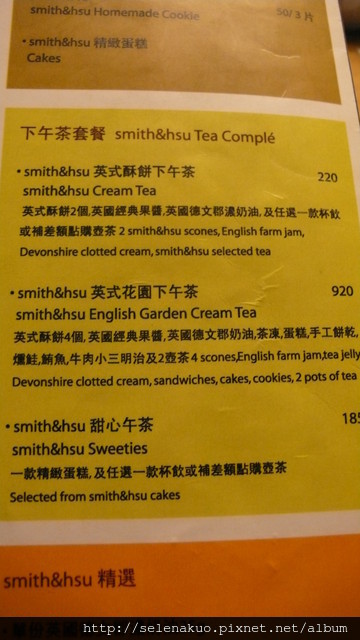 smith&hsu Homemade Cookie 50/3 片
• smith&hsu 精緻蛋糕
Cakes
下午茶套餐 smith&hsu Tea Complé
• smith&hsu 英式酥餅下午茶 220
smith&hsu Cream Tea
英式酥餅2個,英國經典果醬,英國德文郡濃奶油,及任選一款杯飲
或補差額點購壺茶 2 smith&hsu scones, English farm jam,
Devonshire clotted cream, smith&hsu selected tea
• smith&hsu 英式花園下午茶 920
smith&hsu English Garden Cream Tea
英式酥餅4個,英國經典果醬,英國德文郡奶油,茶凍,蛋糕,手工餅乾,
燻鮭,鮪魚,牛肉小三明治及2壺茶 4 scones,English farm jam,tea jelly
Devonshire clotted cream, sandwiches, cakes, cookies, 2 pots of tea
• smith&hsu 甜心午茶 185
smith&hsu Sweeties
一款精緻蛋糕,及任選一款杯飲或補差額點購壺茶
Selected from smith&hsu cakes
smith&hsu 精選
http://selenakuo.pixnet.net/album